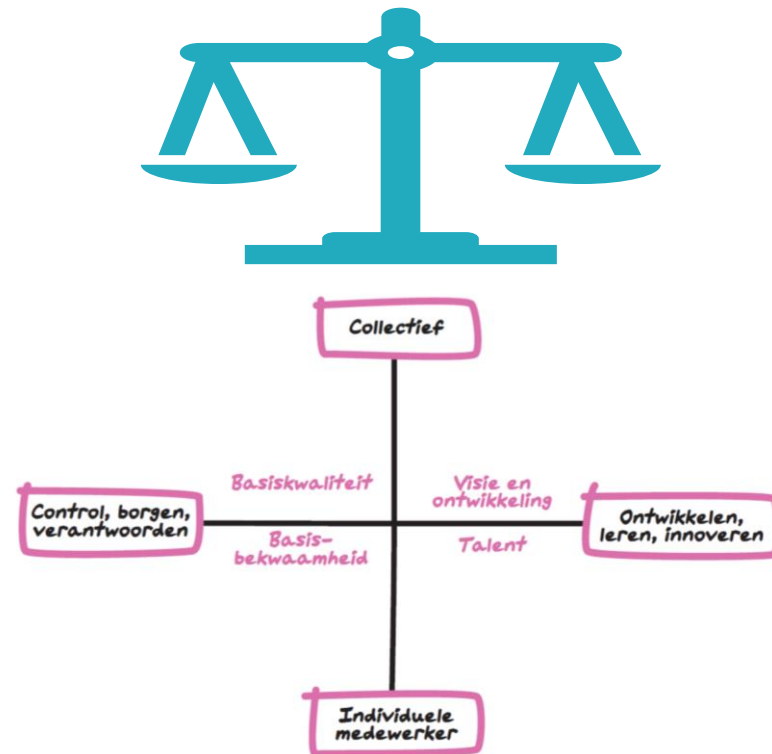 Collectief
Basiskwaliteit
Visie en
ontwikkeling
Control, borgen,
verantwoorden
Ontwikkelen,
leren, innoveren
Basis-
bekwaamheid
Talent
Individuele
medewerker